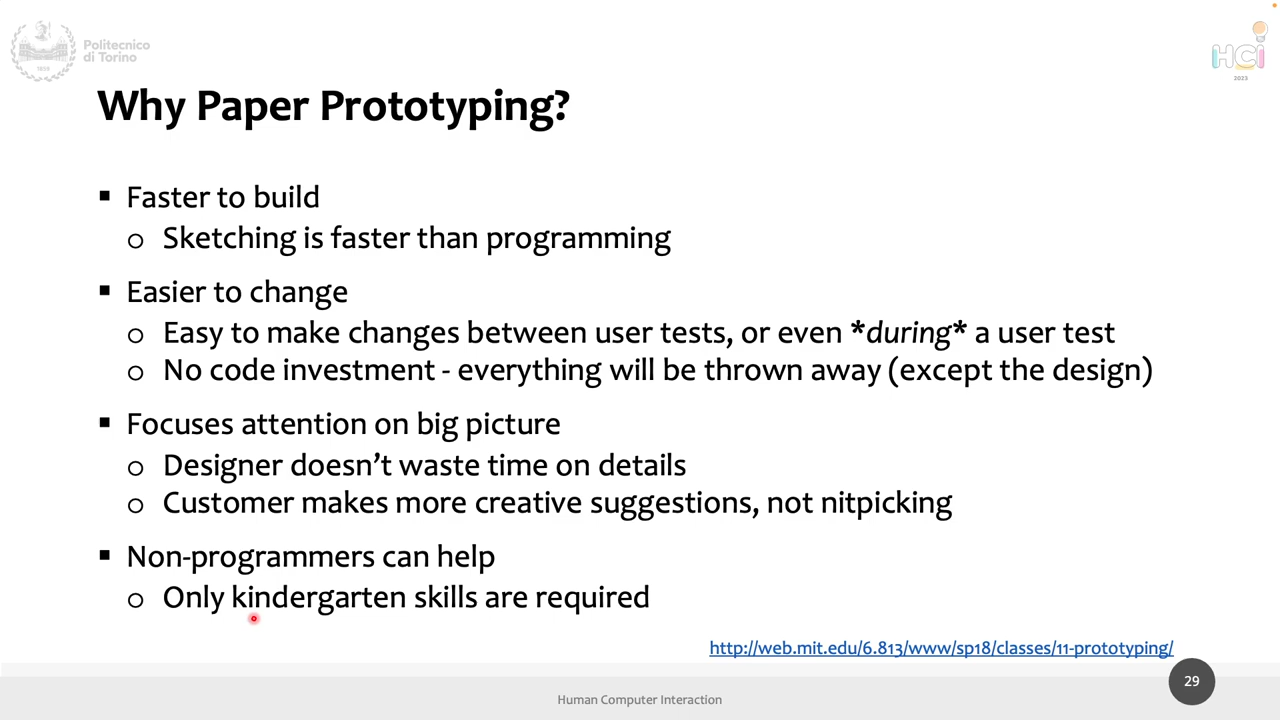 Politecnico
di Torino
1859
HCi
2023
Why Paper Prototyping?
▪ Faster to build
o Sketching is faster than programming
▪ Easier to change
o Easy to make changes between user tests, or even *during* a user test
o No code investment - everything will be thrown away (except the design)
▪ Focuses attention on big picture
o Designer doesn't waste time on details
o Customer makes more creative suggestions, not nitpicking
▪ Non-programmers can help
o Only kindergarten skills are required
http://web.mit.edu/6.813/www/sp18/classes/11-prototyping/
Human Computer Interaction
29